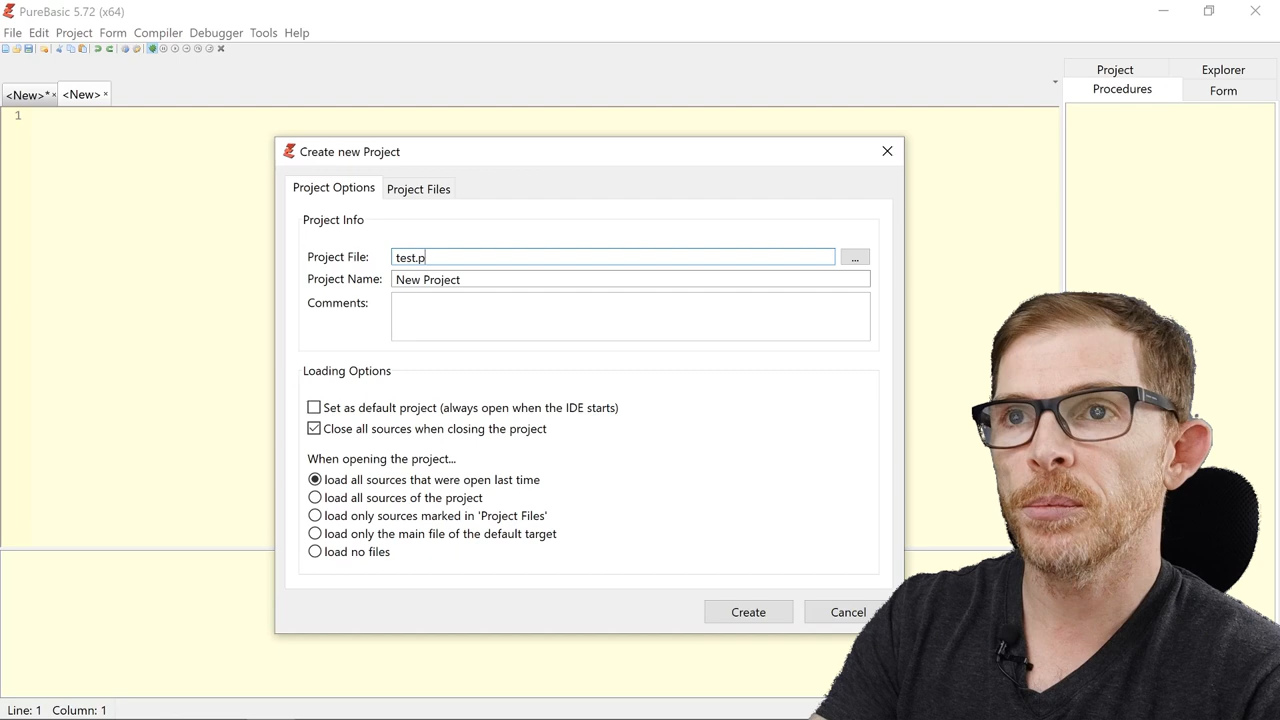 PureBasic 5.72 (x64)
File Edit Project Form Compiler Debugger Tools Help
Project Explorer
<New>* × <New> × Procedures Form
1
Create new Project
Project Options Project Files
Project Info
Project File: test.p ...
Project Name: New Project
Comments:
Loading Options
Set as default project (always open when the IDE starts)
Close all sources when closing the project
When opening the project...
load all sources that were open last time
load all sources of the project
load only sources marked in 'Project Files'
load only the main file of the default target
load no files
Create Cancel
Line: 1 Column: 1